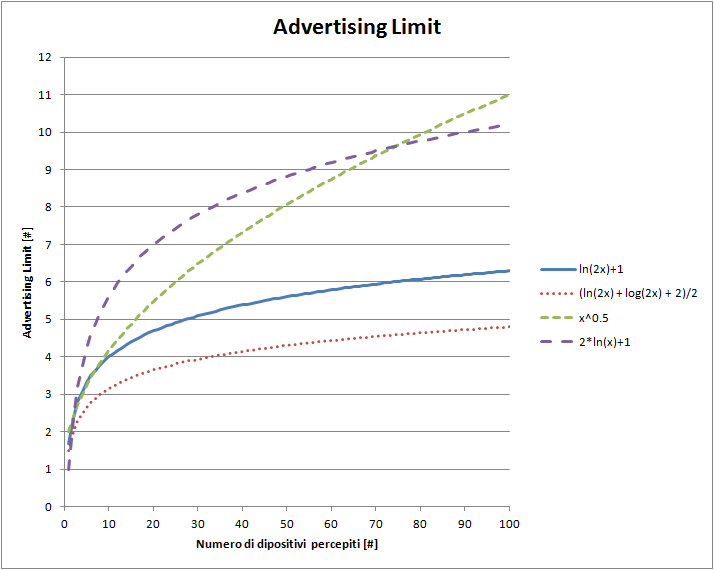 Advertising Limit
12
11
10
9
8
7
6
5
4
3
2
1
0
Advertising Limit [#]
0 10 20 30 40 50 60 70 80 90 100
Numero di dipositivi percepiti [#]
ln(2x)+1
(ln(2x) + log(2x) + 2)/2
x^0.5
2*ln(x)+1